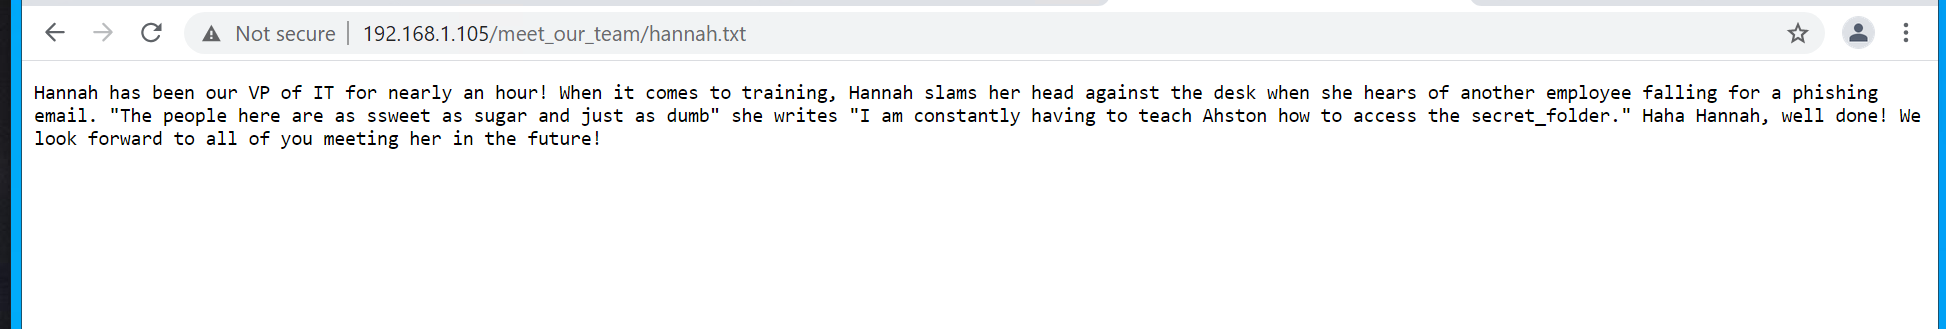 Not secure | 192.168.1.105/meet_our_team/hannah.txt
Hannah has been our VP of IT for nearly an hour! When it comes to training, Hannah slams her head against the desk when she hears of another employee falling for a phishing
email. "The people here are as ssweet as sugar and just as dumb" she writes "I am constantly having to teach Ahston how to access the secret_folder." Haha Hannah, well done! We
look forward to all of you meeting her in the future!